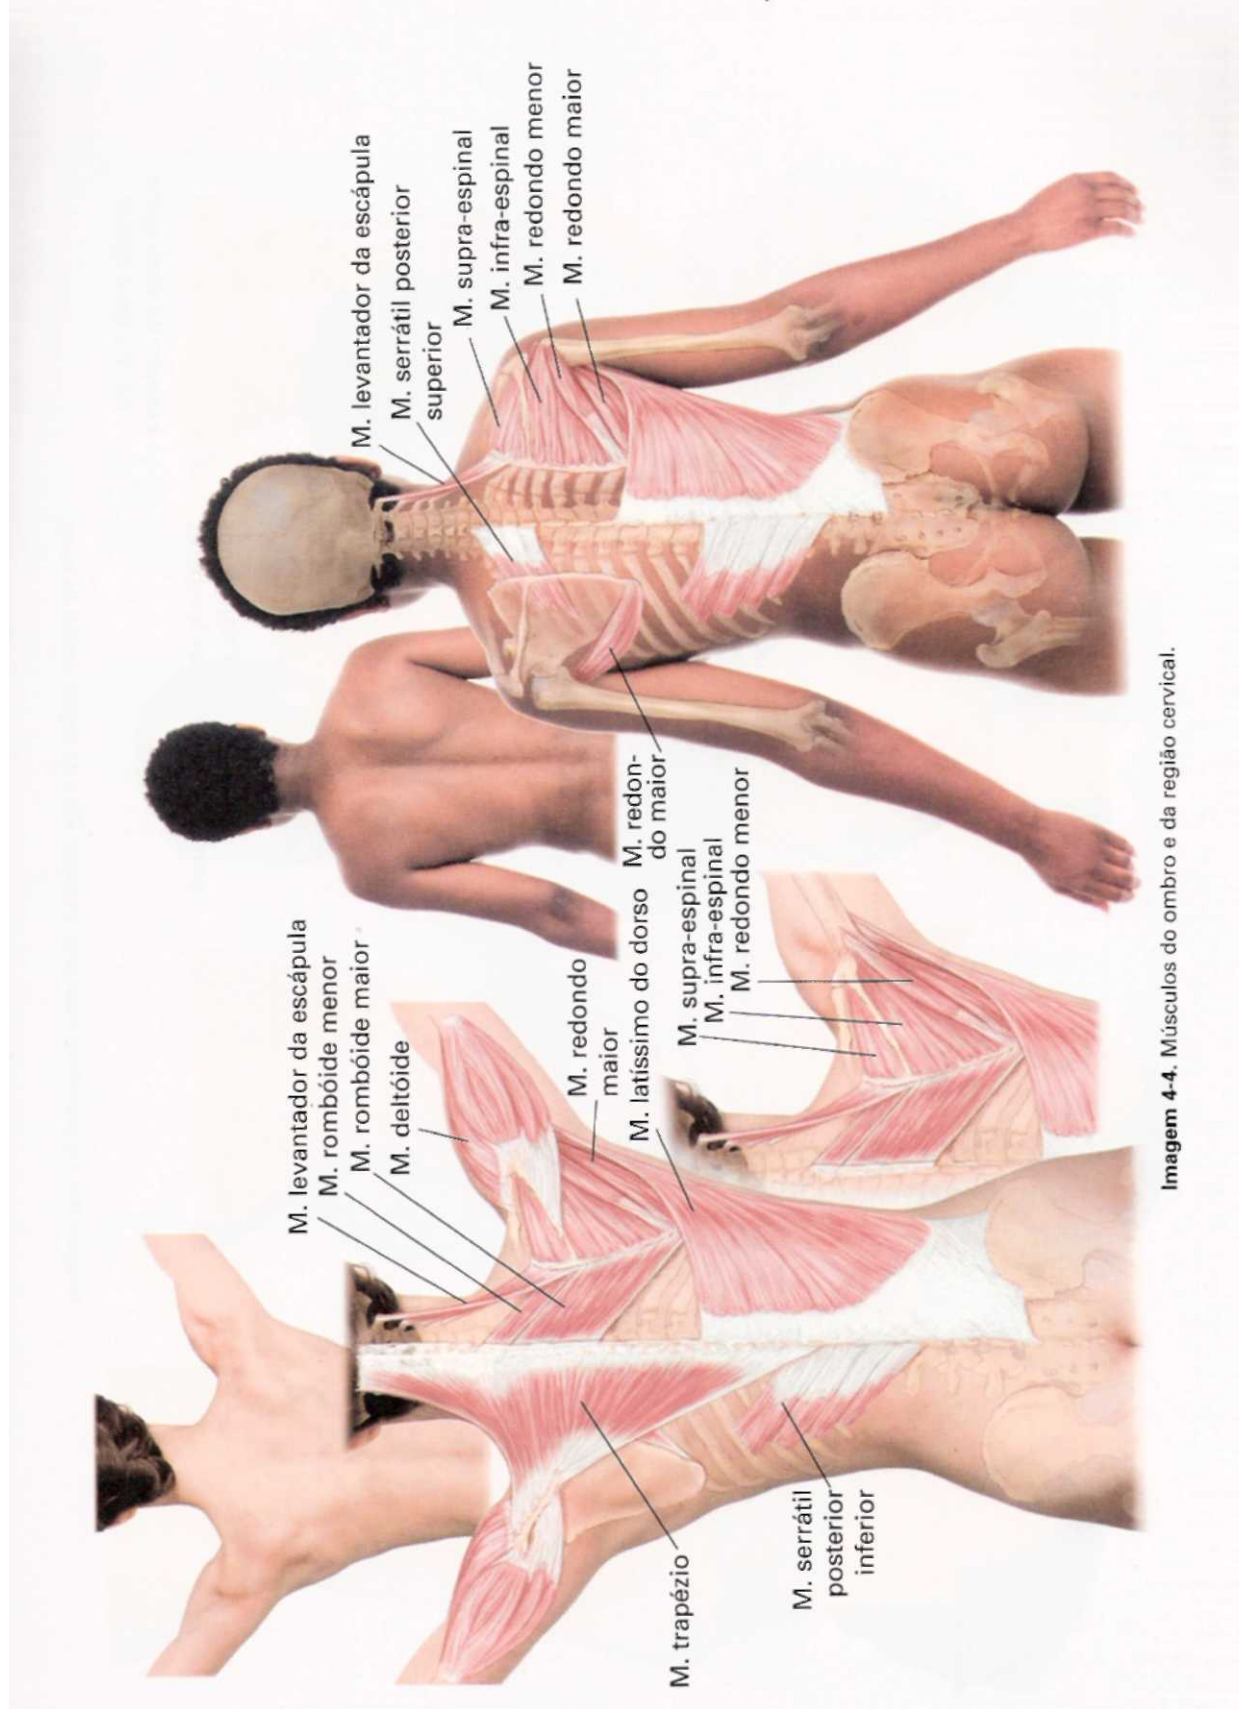 M. levantador da escápula
M. rombóide menor
M. rombóide maior
M. deltóide
M. redondo
maior
M. latíssimo do dorso
M. trapézio
M. serrátil
posterior
inferior
M. supra-espinal
M. infra-espinal
M. redondo menor
M. levantador da escápula
M. serrátil posterior
superior
M. supra-espinal
M. infra-espinal
M. redondo menor
M. redondo maior
M. redon-
do maior
Imagem 4-4. Músculos do ombro e da região cervical.